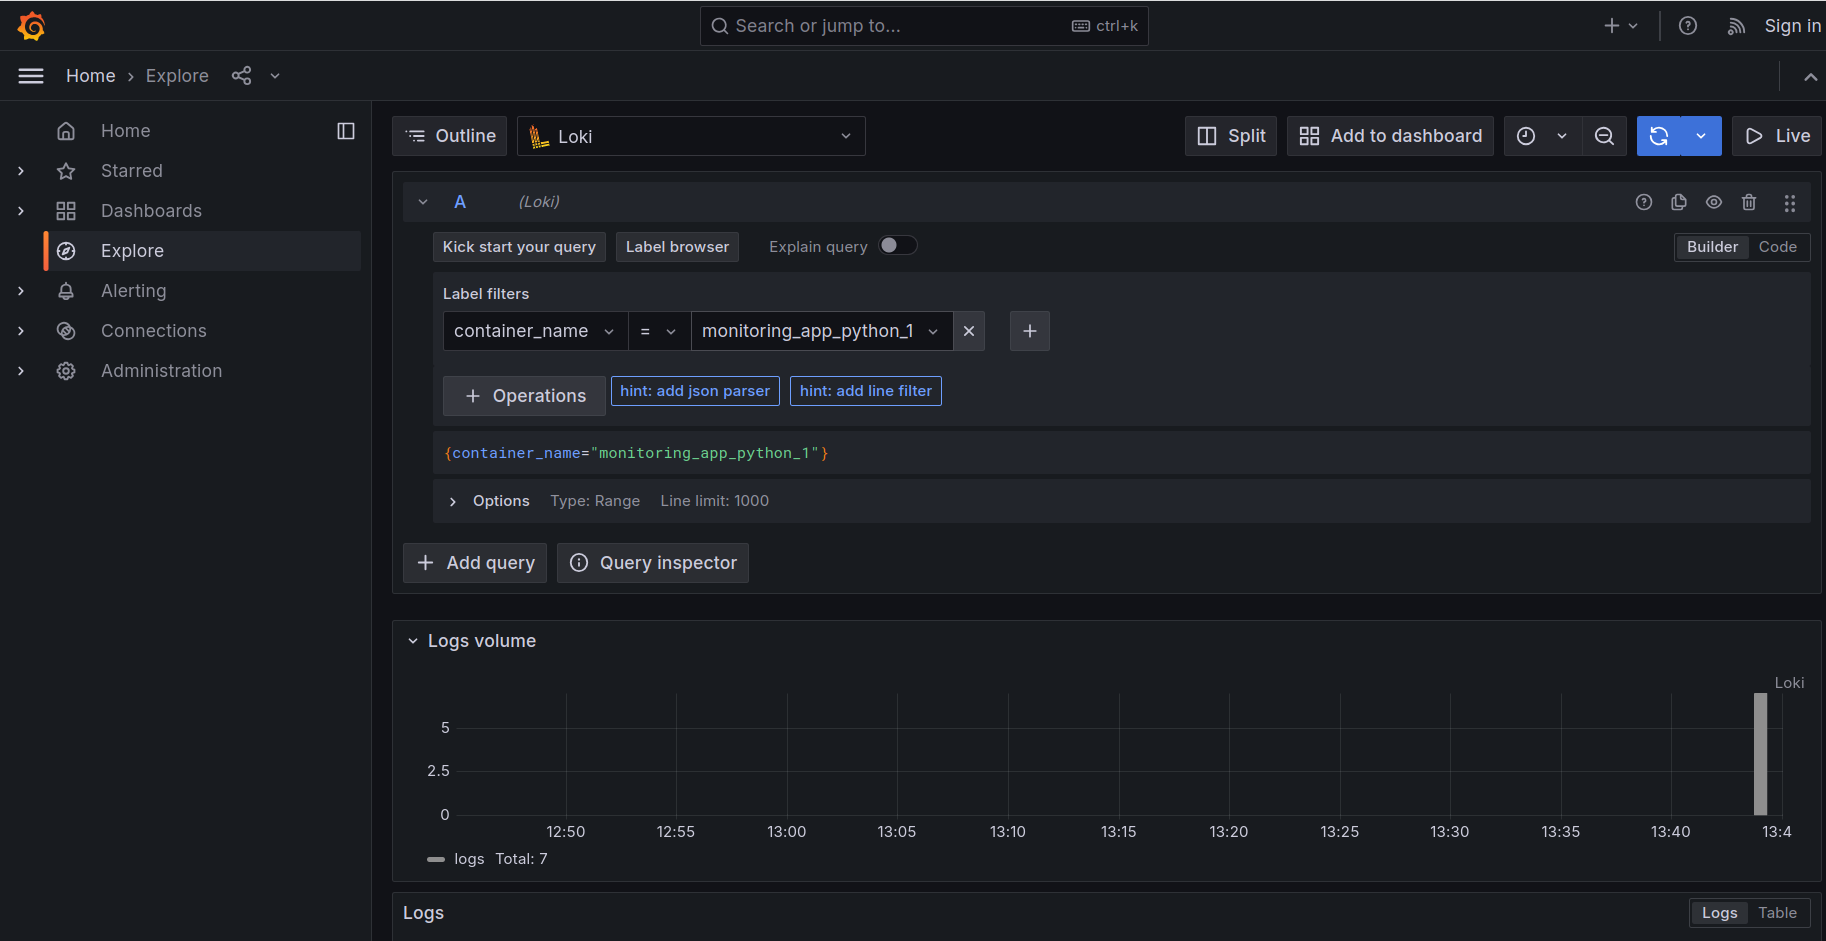 Search or jump to... ctrl+k Sign in
Home › Explore
Home
Starred
Dashboards
Explore
Alerting
Connections
Administration
Outline Loki Split Add to dashboard Live
A (Loki)
Kick start your query Label browser Explain query Builder Code
Label filters
container_name = monitoring_app_python_1
+ Operations hint: add json parser hint: add line filter
{container_name="monitoring_app_python_1"}
Options Type: Range Line limit: 1000
+ Add query Query inspector
Logs volume
Loki
5
2.5
0
12:50 12:55 13:00 13:05 13:10 13:15 13:20 13:25 13:30 13:35 13:40 13:4
logs Total: 7
Logs Logs Table